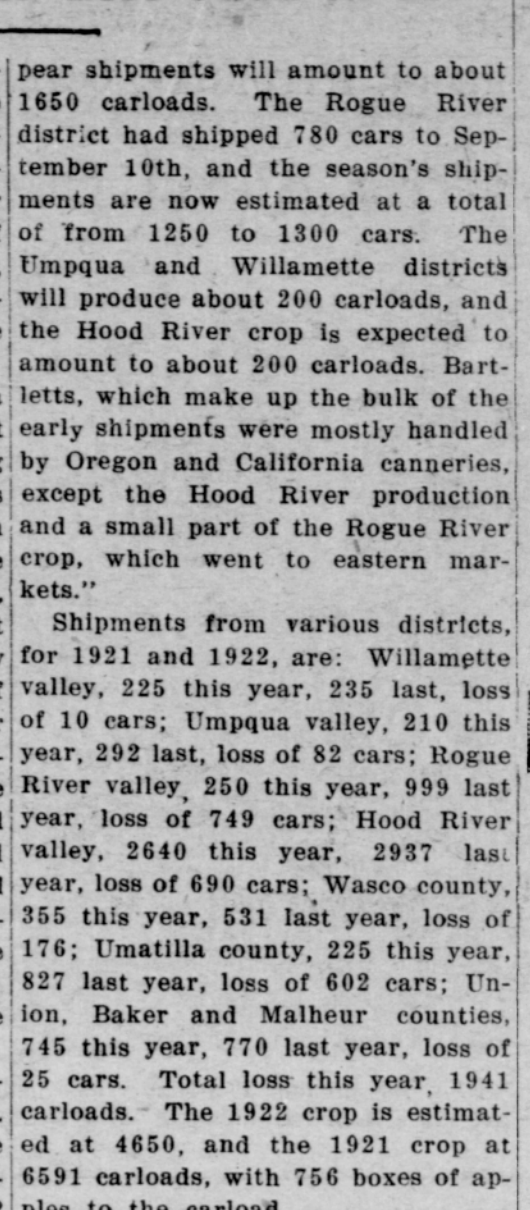 pear shipments will amount to about
1650 carloads. The Rogue River
district had shipped 780 cars to Sep-
tember 10th, and the season's ship-
ments are now estimated at a total
of from 1250 to 1300 cars. The
Umpqua and Willamette districts
will produce about 200 carloads, and
the Hood River crop is expected to
amount to about 200 carloads. Bart-
letts, which make up the bulk of the
early shipments were mostly handled
by Oregon and California canneries,
except the Hood River production
and a small part of the Rogue River
crop, which went to eastern mar-
kets."
Shipments from various districts,
for 1921 and 1922, are: Willamette
valley, 225 this year, 235 last, loss
of 10 cars; Umpqua valley, 210 this
year, 292 last, loss of 82 cars; Rogue
River valley, 250 this year, 999 last
year, loss of 749 cars; Hood River
valley, 2640 this year, 2937 last
year, loss of 690 cars; Wasco county,
355 this year, 531 last year, loss of
176; Umatilla county, 225 this year,
827 last year, loss of 602 cars; Un-
ion, Baker and Malheur counties,
745 this year, 770 last year, loss of
25 cars. Total loss this year, 1941
carloads. The 1922 crop is estimat-
ed at 4650, and the 1921 crop at
6591 carloads, with 756 boxes of ap-
ples to the carload